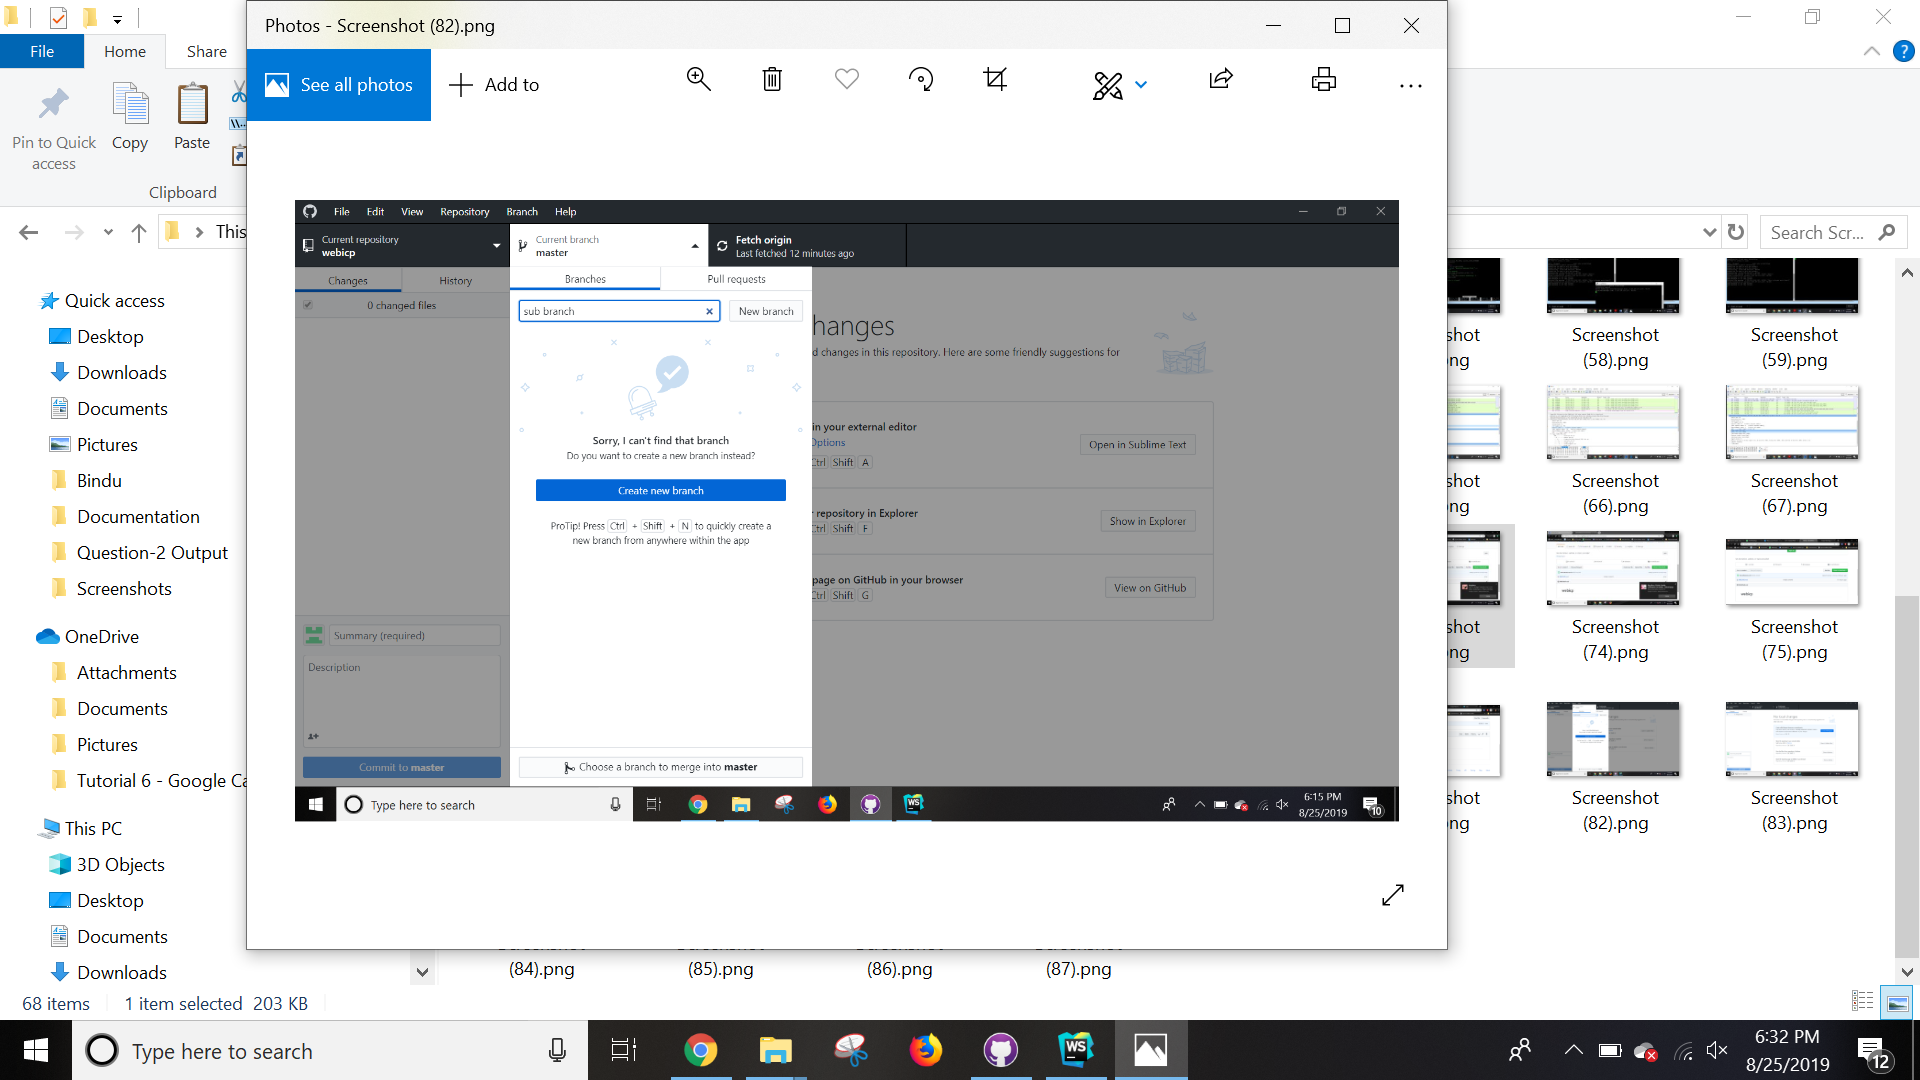 Photos - Screenshot (82).png
File
Home
Share
See all photos
Add to
Pin to Quick
access
Copy
Paste
Clipboard
This
Search Scr...
Quick access
Desktop
Downloads
Documents
Pictures
Bindu
Documentation
Question-2 Output
Screenshots
OneDrive
Attachments
Documents
Pictures
Tutorial 6 - Google Ca
This PC
3D Objects
Desktop
Documents
Downloads
68 items
1 item selected 203 KB
File Edit View Repository Branch Help
Current repository
webicp
Current branch
master
Fetch origin
Last fetched 12 minutes ago
Changes
History
0 changed files
Branches
Pull requests
sub branch
New branch
Sorry, I can't find that branch
Do you want to create a new branch instead?
Create new branch
ProTip! Press Ctrl + Shift + N to quickly create a
new branch from anywhere within the app
Choose a branch to merge into master
hanges
d changes in this repository. Here are some friendly suggestions for
in your external editor
Options
Ctrl Shift A
Open in Sublime Text
r repository in Explorer
Ctrl Shift F
Show in Explorer
page on GitHub in your browser
Ctrl Shift G
View on GitHub
Summary (required)
Description
Commit to master
Type here to search
6:15 PM
8/25/2019
10
shot
ng
Screenshot
(58).png
Screenshot
(59).png
shot
ng
Screenshot
(66).png
Screenshot
(67).png
shot
ng
Screenshot
(74).png
Screenshot
(75).png
shot
ng
Screenshot
(82).png
Screenshot
(83).png
(84).png
(85).png
(86).png
(87).png
Type here to search
WS
6:32 PM
8/25/2019
12